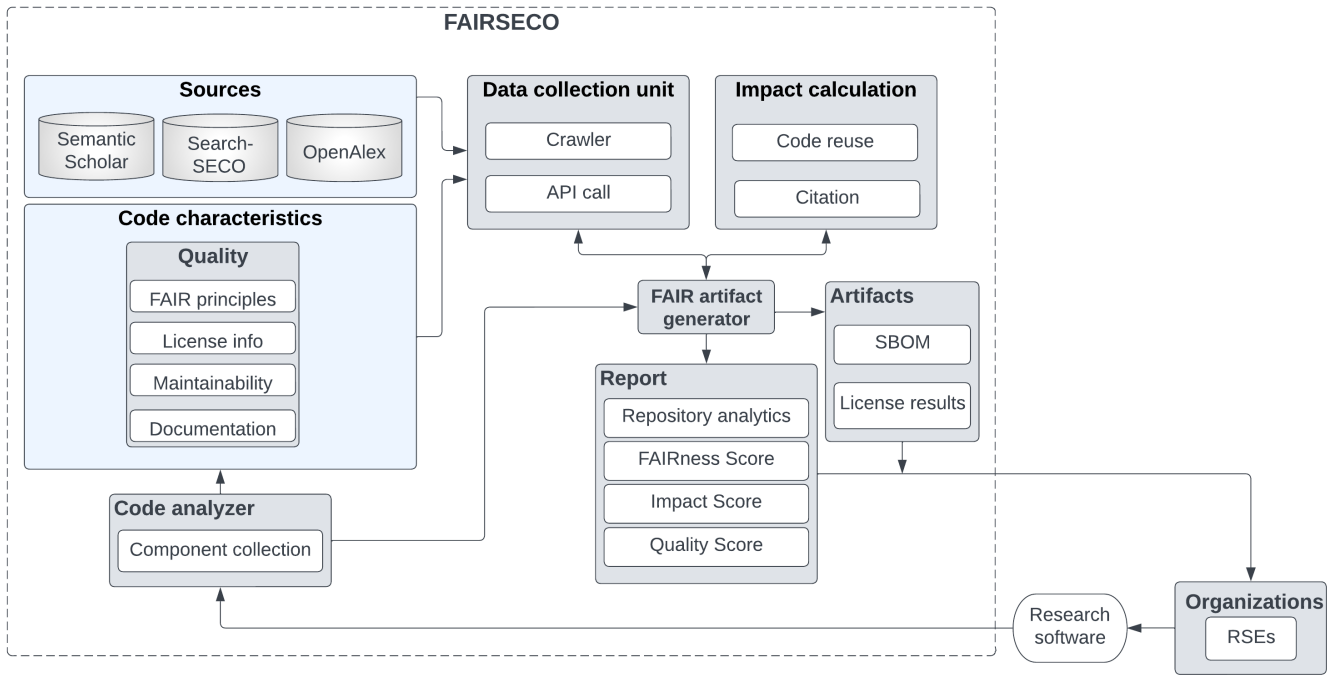 FAIRSECO
Sources
Semantic
Scholar
Search-
SECO
OpenAlex
Data collection unit
Crawler
API call
Impact calculation
Code reuse
Citation
Code characteristics
Quality
FAIR principles
License info
Maintainability
Documentation
FAIR artifact
generator
Artifacts
SBOM
License results
Report
Repository analytics
FAIRness Score
Impact Score
Quality Score
Code analyzer
Component collection
Research
software
Organizations
RSEs